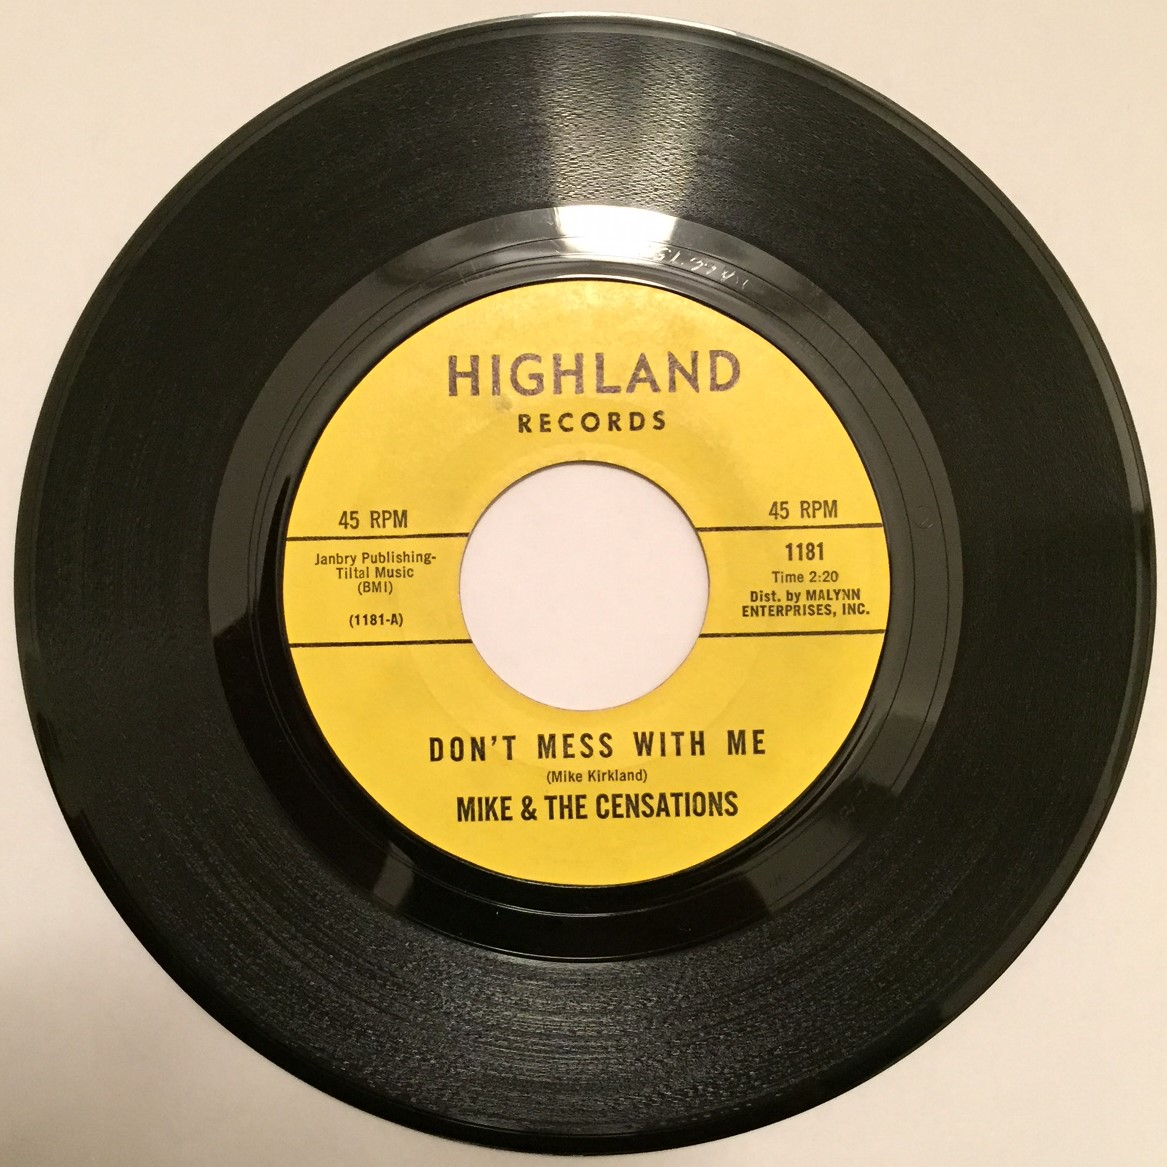 HIGHLAND
RECORDS
45 RPM
Janbry Publishing-
Tiltal Music
(BMI)
(1181-A)
45 RPM
1181
Time 2:20
Dist. by MALYNN
ENTERPRISES, INC.
DON'T MESS WITH ME
(Mike Kirkland)
MIKE & THE CENSATIONS